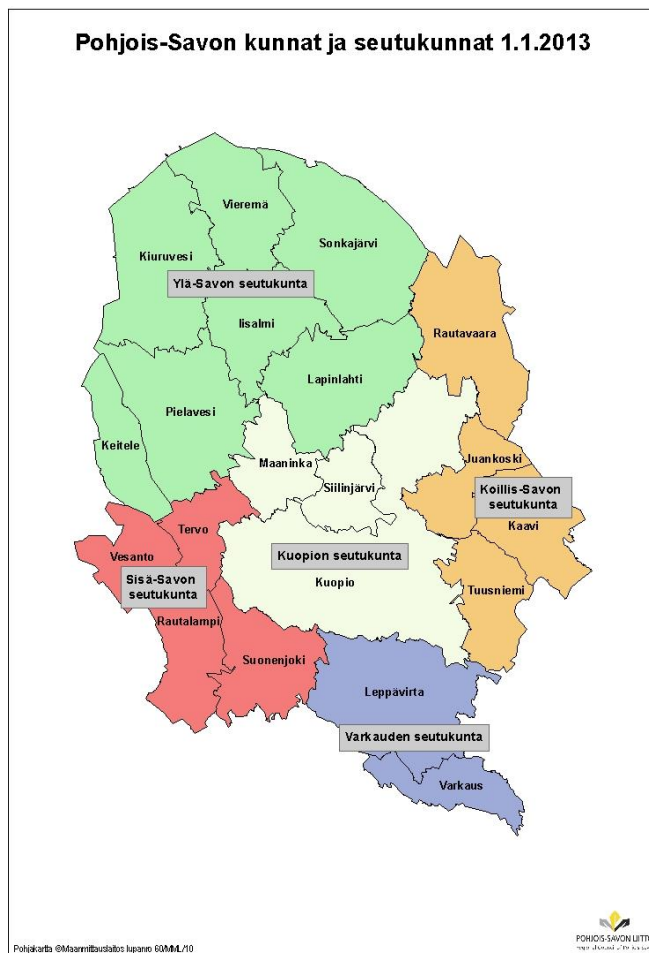 Pohjois-Savon kunnat ja seutukunnat 1.1.2013
Vieremä
Sonkajärvi
Kiuruvesi
Ylä-Savon seutukunta
Iisalmi
Rautavaara
Lapinlahti
Pielavesi
Keitele
Maaninka
Juankoski
Siilinjärvi
Koillis-Savon
seutukunta
Kaavi
Tervo
Vesanto
Kuopion seutukunta
Kuopio
Sisä-Savon
seutukunta
Tuusniemi
Rautalampi
Suonenjoki
Leppävirta
Varkauden seutukunta
Varkaus
POHJOIS-SAVON LIITTO
Pohjakartta ©Maanmittauslaitos lupanro 60/MML/10